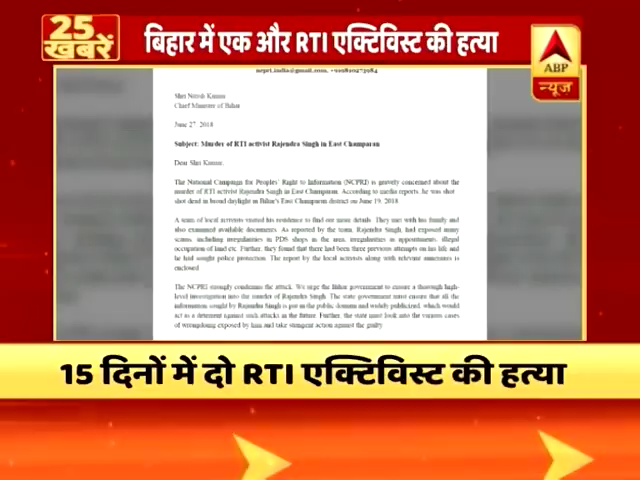 25
खबरें
बिहार में एक और RTI एक्टिविस्ट की हत्या
ABP
न्यूज़
Shri Nitish Kumar
Chief Minister of Bihar
June 27, 2018
Subject: Murder of RTI activist Rajendra Singh in East Champaran
Dear Shri Kumar,
The National Campaign for Peoples' Right to Information (NCPRI) is gravely concerned about the
murder of RTI activist Rajendra Singh in East Champaran. According to media reports, he was shot
shot dead in broad daylight in Bihar's East Champaran district on June 19, 2018.
A team of local activists visited his residence to find out more details. They met with his family and
also examined available documents. As reported by the team, Rajendra Singh, had exposed many
scams, including irregularities in PDS shops in the area, irregularities in appointments, illegal
occupation of land etc. Further, they found that there had been three previous attempts on his life and
he had sought police protection. The report by the local activists along with relevant annexures is
enclosed.
The NCPRI strongly condemns the attack. We urge the Bihar government to ensure a thorough high-
level investigation into the murder of Rajendra Singh. The state government must ensure that all the
information sought by Rajendra Singh is put in the public domain and widely publicized, which would
act as a deterrent against such attacks in the future. Further, the state must look into the various cases
of wrongdoing exposed by him and take stringent action against the guilty.
15 दिनों में दो RTI एक्टिविस्ट की हत्या